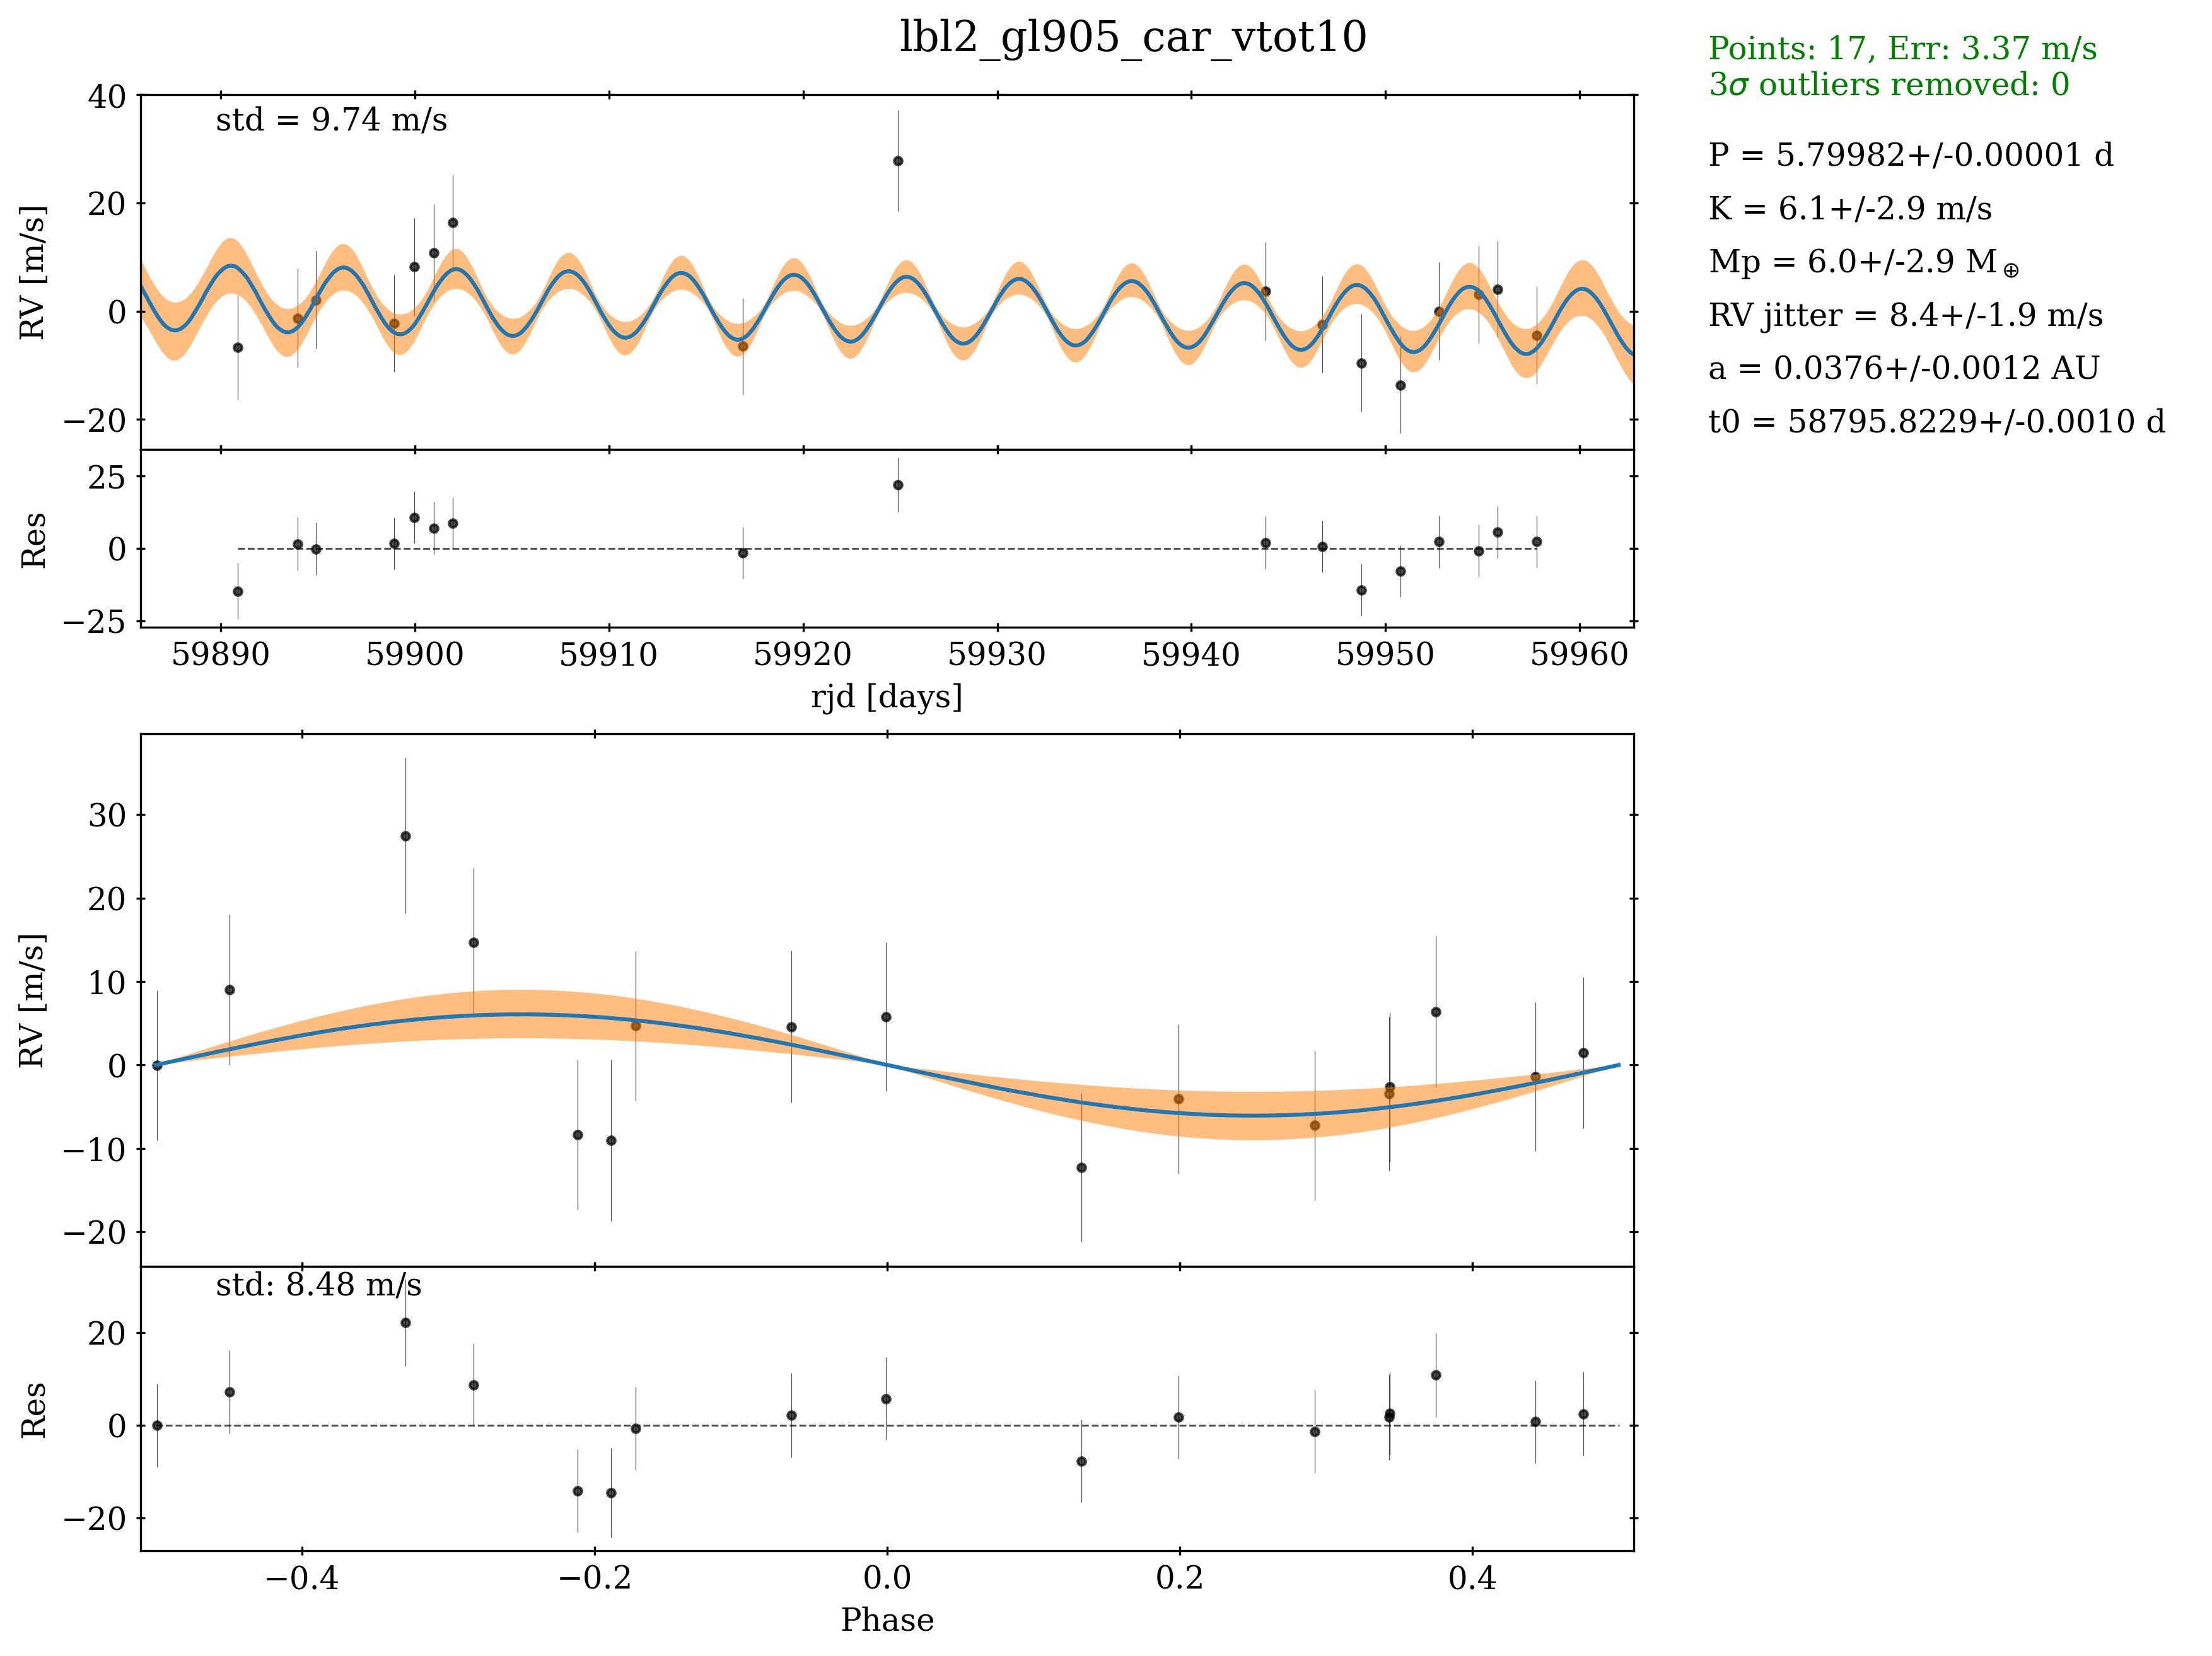 lbl2_gl905_car_vtot10
Points: 17, Err: 3.37 m/s
3σ outliers removed: 0
P = 5.79982+/-0.00001 d
K = 6.1+/-2.9 m/s
Mp = 6.0+/-2.9 M⊕
RV jitter = 8.4+/-1.9 m/s
a = 0.0376+/-0.0012 AU
t0 = 58795.8229+/-0.0010 d
std = 9.74 m/s
40
20
0
−20
RV [m/s]
25
0
−25
Res
59890 59900 59910 59920 59930 59940 59950 59960
rjd [days]
30
20
10
0
−10
−20
RV [m/s]
std: 8.48 m/s
20
0
−20
Res
−0.4 −0.2 0.0 0.2 0.4
Phase